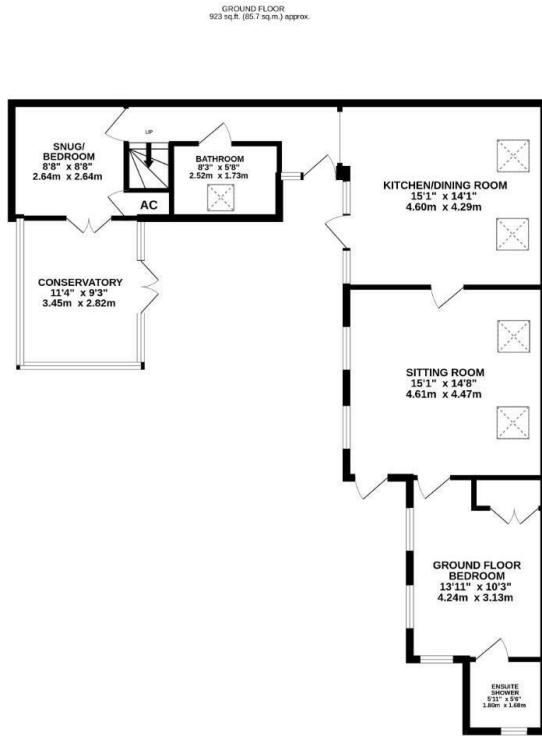 GROUND FLOOR
923 sq.ft. (85.7 sq.m.) approx.
SNUG/
BEDROOM
8'8" x 8'8"
2.64m x 2.64m
UP
BATHROOM
8'3" x 5'8"
2.52m x 1.73m
AC
KITCHEN/DINING ROOM
15'1" x 14'1"
4.60m x 4.29m
CONSERVATORY
11'4" x 9'3"
3.45m x 2.82m
SITTING ROOM
15'1" x 14'8"
4.61m x 4.47m
GROUND FLOOR
BEDROOM
13'11" x 10'3"
4.24m x 3.13m
ENSUITE
SHOWER
5'11" x 5'6"
1.80m x 1.68m